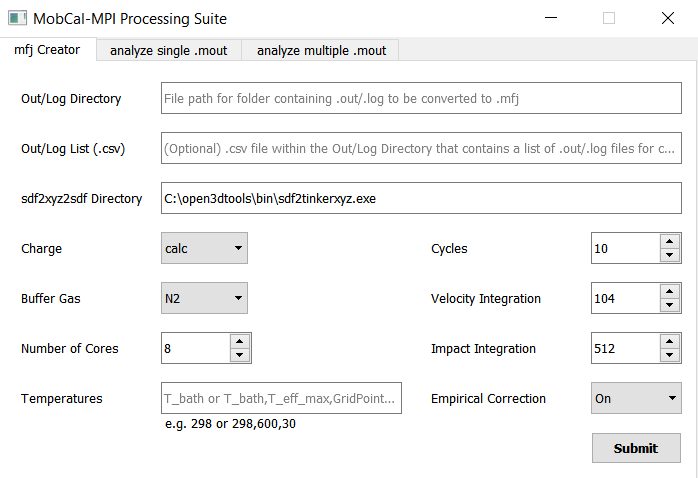 MobCal-MPI Processing Suite
mfj Creator
analyze single .mout
analyze multiple .mout
Out/Log Directory
File path for folder containing .out/.log to be converted to .mfj
Out/Log List (.csv)
(Optional) .csv file within the Out/Log Directory that contains a list of .out/.log files for c...
sdf2xyz2sdf Directory
C:\open3dtools\bin\sdf2tinkerxyz.exe
Charge
calc
Cycles
10
Buffer Gas
N2
Velocity Integration
104
Number of Cores
8
Impact Integration
512
Temperatures
T_bath or T_bath,T_eff_max,GridPoint...
Empirical Correction
On
e.g. 298 or 298,600,30
Submit